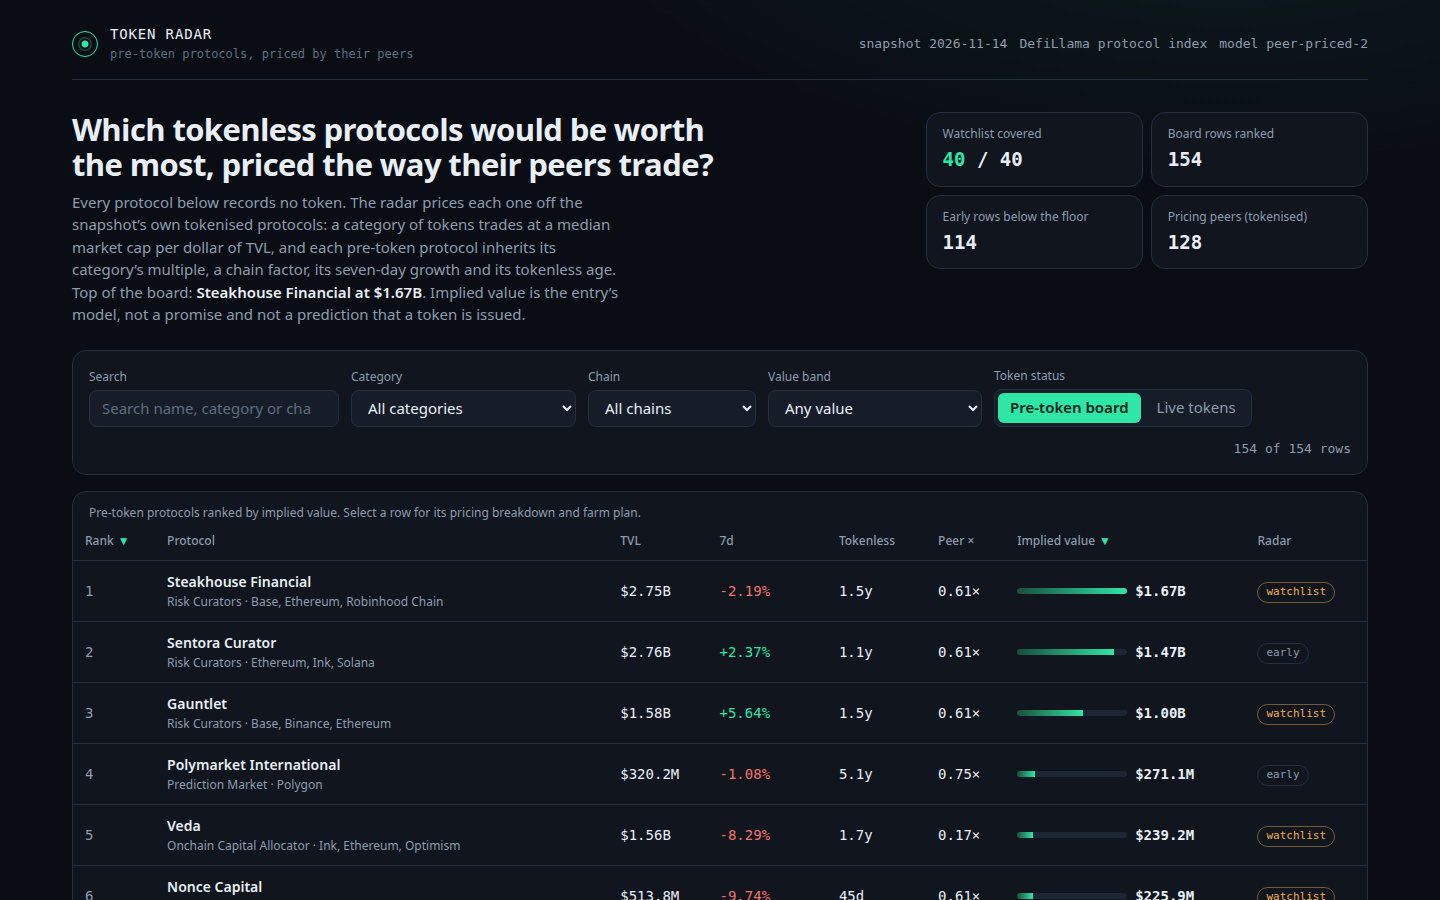 TOKEN RADAR
pre-token protocols, priced by their peers
snapshot 2026-11-14 DefiLlama protocol index model peer-priced-2
Which tokenless protocols would be worth
the most, priced the way their peers trade?
Every protocol below records no token. The radar prices each one off the
snapshot’s own tokenised protocols: a category of tokens trades at a median
market cap per dollar of TVL, and each pre-token protocol inherits its
category’s multiple, a chain factor, its seven-day growth and its tokenless age.
Top of the board: Steakhouse Financial at $1.67B. Implied value is the entry’s
model, not a promise and not a prediction that a token is issued.
Watchlist covered
40 / 40
Board rows ranked
154
Early rows below the floor
114
Pricing peers (tokenised)
128
Search
Category
Chain
Value band
Token status
Search name, category or cha
All categories
All chains
Any value
Pre-token board
Live tokens
154 of 154 rows
Pre-token protocols ranked by implied value. Select a row for its pricing breakdown and farm plan.
Rank ▼ Protocol TVL 7d Tokenless Peer × Implied value ▼ Radar
1 Steakhouse Financial $2.75B -2.19% 1.5y 0.61× $1.67B watchlist
Risk Curators · Base, Ethereum, Robinhood Chain
2 Sentora Curator $2.76B +2.37% 1.1y 0.61× $1.47B early
Risk Curators · Ethereum, Ink, Solana
3 Gauntlet $1.58B +5.64% 1.5y 0.61× $1.00B watchlist
Risk Curators · Base, Binance, Ethereum
4 Polymarket International $320.2M -1.08% 5.1y 0.75× $271.1M early
Prediction Market · Polygon
5 Veda $1.56B -8.29% 1.7y 0.17× $239.2M watchlist
Onchain Capital Allocator · Ink, Ethereum, Optimism
6 Nonce Capital $513.8M -9.74% 45d 0.61× $225.9M watchlist